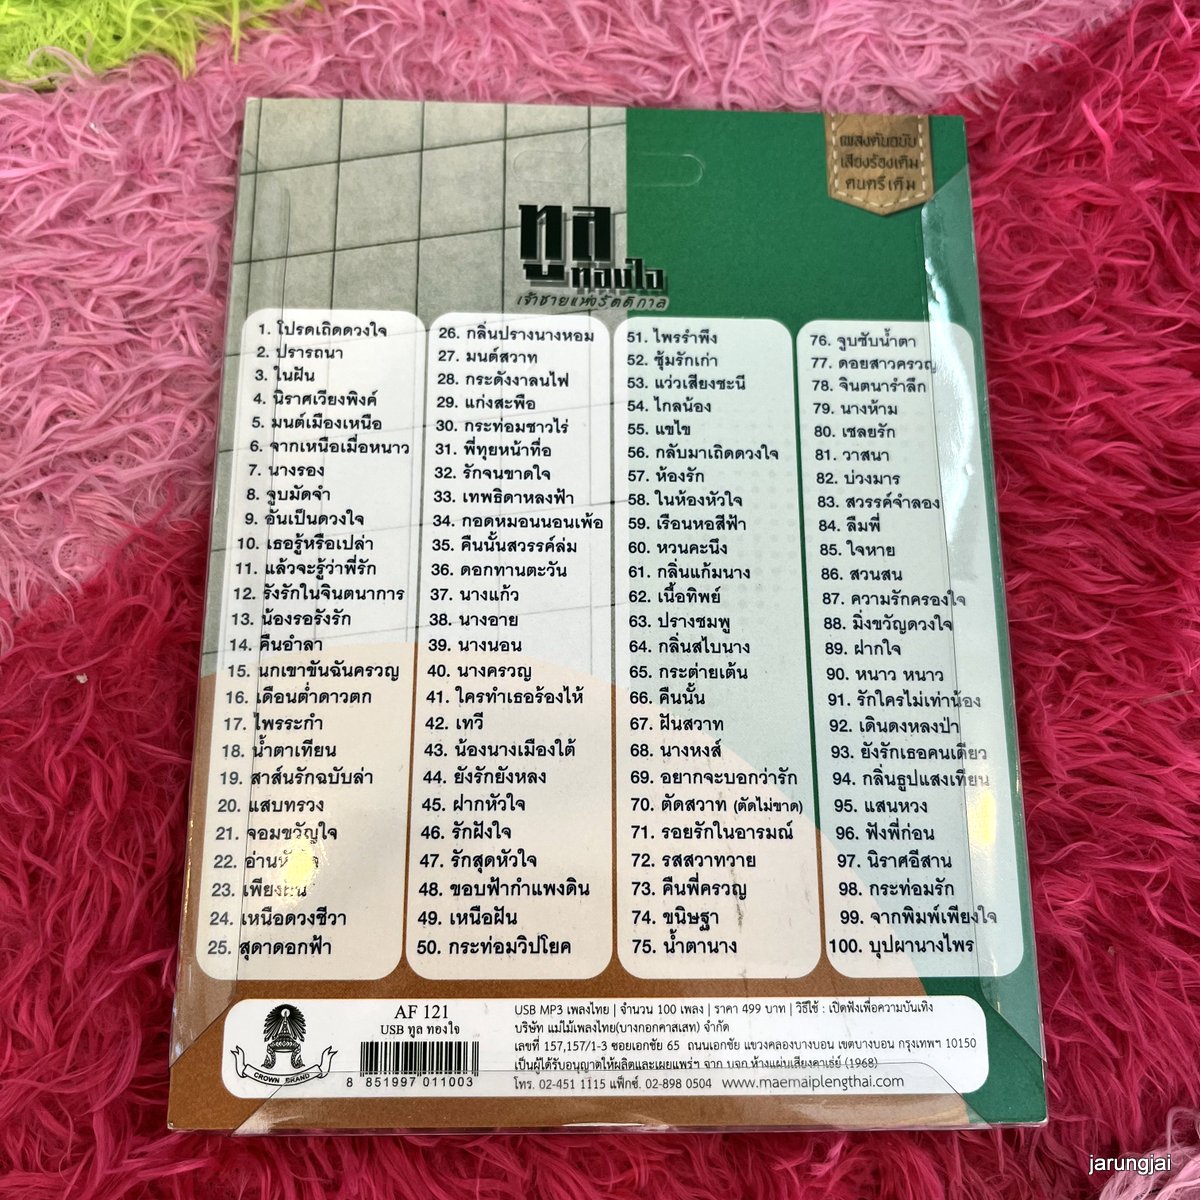 เพลงต้นฉบับ
เสียงร้องเดิม
ดนตรีเดิม
ทูล
ทองใจ
เจ้าชายแห่งรัตติกาล
1. โปรดเถิดดวงใจ
2. ปรารถนา
3. ในฝัน
4. นิราศเวียงพิงค์
5. มนต์เมืองเหนือ
6. จากเหนือเมื่อหนาว
7. นางรอง
8. จูบมัดจำ
9. อันเป็นดวงใจ
10. เธอรู้หรือเปล่า
11. แล้วจะรู้ว่าพี่รัก
12. รังรักในจินตนาการ
13. น้องรอรังรัก
14. คืนอำลา
15. นกเขาขันฉันครวญ
16. เดือนต่ำดาวตก
17. ไพรระกำ
18. น้ำตาเทียน
19. สาส์นรักฉบับล่า
20. แสบทรวง
21. จอมขวัญใจ
22. อ่าน
23. เพียงฝัน
24. เหนือดวงชีวา
25. สุดาดอกฟ้า
26. กลิ่นปรางนางหอม
27. มนต์สวาท
28. กระดังงาลนไฟ
29. แก่งสะพือ
30. กระท่อมชาวไร่
31. พี่ทุยหน้าทื่อ
32. รักจนขาดใจ
33. เทพธิดาหลงฟ้า
34. กอดหมอนนอนเพ้อ
35. คืนนั้นสวรรค์ล่ม
36. ดอกทานตะวัน
37. นางแก้ว
38. นางอาย
39. นางนอน
40. นางครวญ
41. ใครทำเธอร้องไห้
42. เทวี
43. น้องนางเมืองใต้
44. ยังรักยังหลง
45. ฝากหัวใจ
46. รักฝังใจ
47. รักสุดหัวใจ
48. ขอบฟ้ากำแพงดิน
49. เหนือฝัน
50. กระท่อมวิปโยค
51. ไพรรำพึง
52. ซุ้มรักเก่า
53. แว่วเสียงชะนี
54. ไกลน้อง
55. แขไข
56. กลับมาเถิดดวงใจ
57. ห้องรัก
58. ในห้องหัวใจ
59. เรือนหอสีฟ้า
60. หวนคะนึง
61. กลิ่นแก้มนาง
62. เนื้อทิพย์
63. ปรางชมพู
64. กลิ่นสไบนาง
65. กระต่ายเต้น
66. คืนนั้น
67. ฝันสวาท
68. นางหงส์
69. อยากจะบอกว่ารัก
70. ตัดสวาท (ตัดไม่ขาด)
71. รอยรักในอารมณ์
72. รสสวาทวาย
73. คืนพี่ครวญ
74. ขนิษฐา
75. น้ำตานาง
76. จูบซับน้ำตา
77. ดอยสาวครวญ
78. จินตนารำลึก
79. นางห้าม
80. เชลยรัก
81. วาสนา
82. บ่วงมาร
83. สวรรค์จำลอง
84. ลืมพี่
85. ใจหาย
86. สวนสน
87. ความรักครองใจ
88. มิ่งขวัญดวงใจ
89. ฝากใจ
90. หนาว หนาว
91. รักใครไม่เท่าน้อง
92. เดินดงหลงป่า
93. ยังรักเธอคนเดียว
94. กลิ่นธูปแสงเทียน
95. แสนหวง
96. ฟังพี่ก่อน
97. นิราศอีสาน
98. กระท่อมรัก
99. จากพิมพ์เพียงใจ
100. บุปผานางไพร
CROWN BRAND
AF 121
USB ทูล ทองใจ
8 851997 011003
USB MP3 เพลงไทย | จำนวน 100 เพลง | ราคา 499 บาท | วิธีใช้ : เปิดฟังเพื่อความบันเทิง
บริษัท แม่ไม้เพลงไทย(บางกอกคาสเสท) จำกัด
เลขที่ 157,157/1-3 ซอยเอกชัย 65 ถนนเอกชัย แขวงคลองบางบอน เขตบางบอน กรุงเทพฯ 10150
เป็นผู้ได้รับอนุญาตให้ผลิตและเผยแพร่ฯ จาก บจก.ห้างแผ่นเสียงคาเธ่ย์ (1968)
โทร. 02-451 1115 แฟ็กซ์. 02-898 0504 www.maemaiplengthai.com
jarungjai